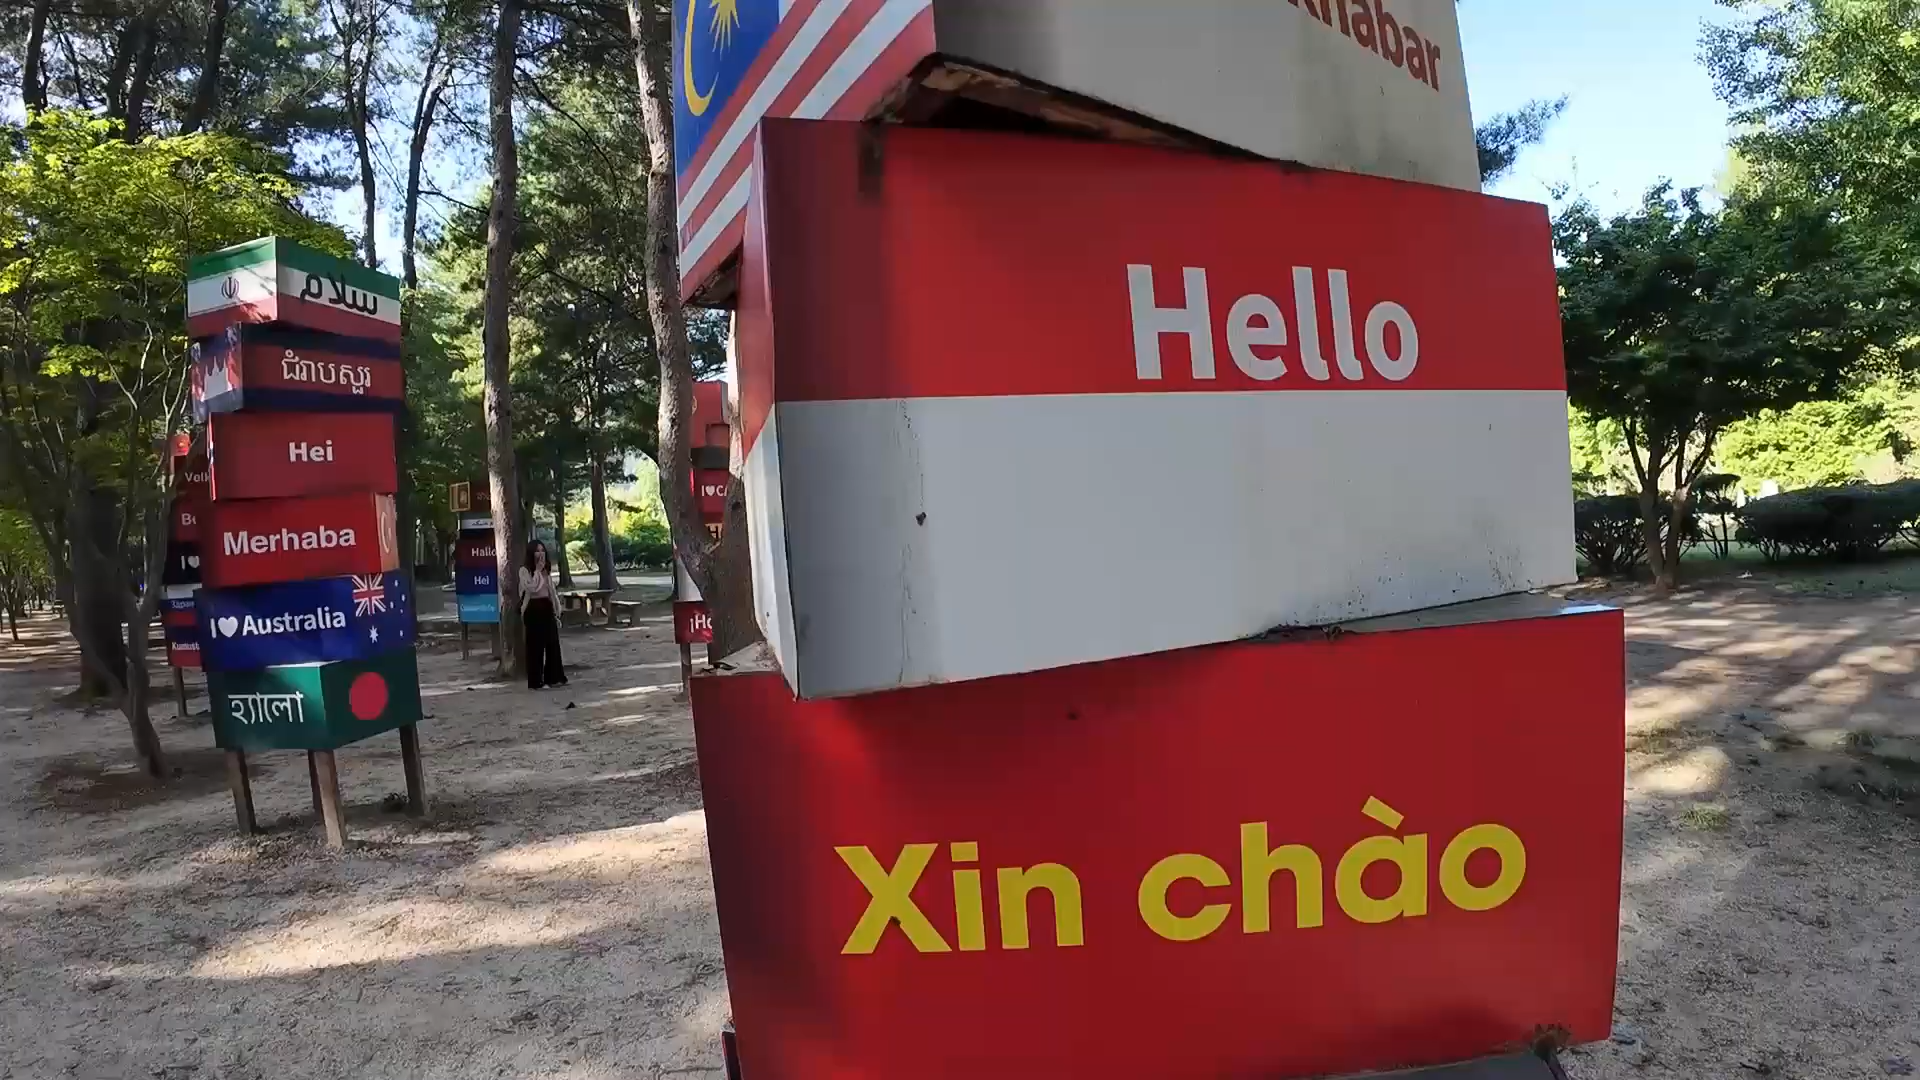 سلام
ជំរាបសួរ
Hei
Merhaba
I♥Australia
হ্যালো
Hallo
Hei
Hello
Xin chào